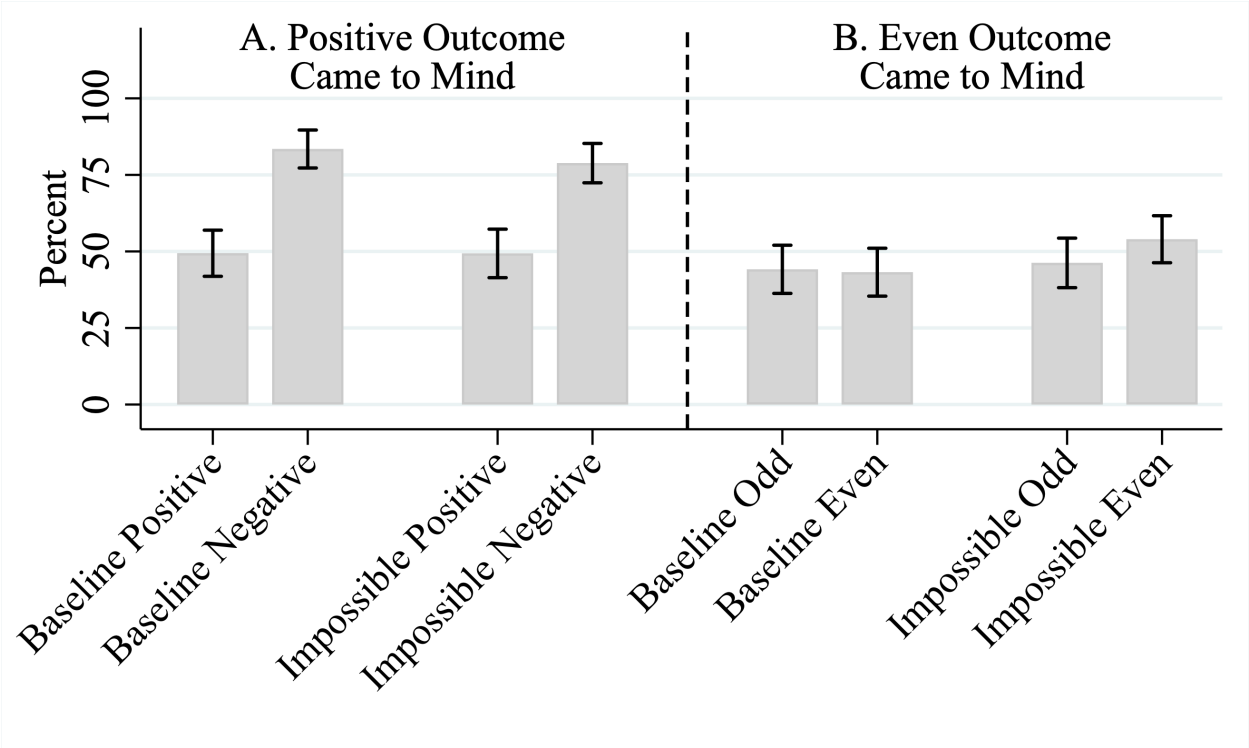 A. Positive Outcome
Came to Mind
B. Even Outcome
Came to Mind
Percent
100
75
50
25
0
Baseline Positive
Baseline Negative
Impossible Positive
Impossible Negative
Baseline Odd
Baseline Even
Impossible Odd
Impossible Even